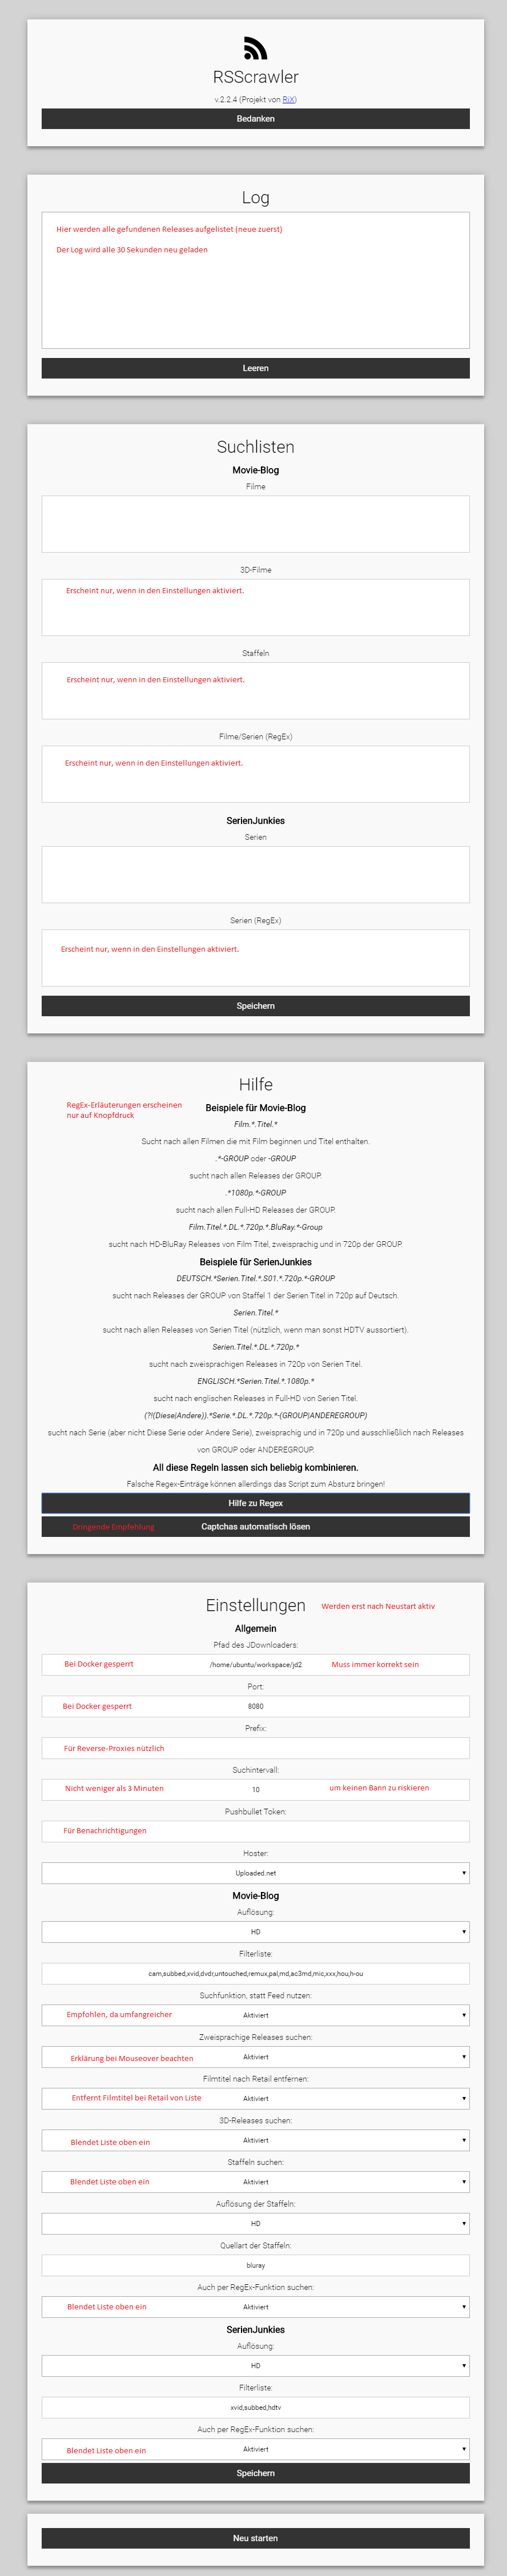 RSScrawler
v.2.2.4 (Projekt von RiX)
Bedanken
Log
Hier werden alle gefundenen Releases aufgelistet (neue zuerst)
Der Log wird alle 30 Sekunden neu geladen
Leeren
Suchlisten
Movie-Blog
Filme
3D-Filme
Erscheint nur, wenn in den Einstellungen aktiviert.
Staffeln
Erscheint nur, wenn in den Einstellungen aktiviert.
Filme/Serien (RegEx)
Erscheint nur, wenn in den Einstellungen aktiviert.
SerienJunkies
Serien
Serien (RegEx)
Erscheint nur, wenn in den Einstellungen aktiviert.
Speichern
Hilfe
RegEx-Erläuterungen erscheinen
nur auf Knopfdruck
Beispiele für Movie-Blog
Film.*.Titel.*
Sucht nach allen Filmen die mit Film beginnen und Titel enthalten.
.*-GROUP oder -GROUP
sucht nach allen Releases der GROUP.
.*1080p.*-GROUP
sucht nach allen Full-HD Releases der GROUP.
Film.Titel.*.DL.*.720p.*.BluRay.*-Group
sucht nach HD-BluRay Releases von Film Titel, zweisprachig und in 720p der GROUP.
Beispiele für SerienJunkies
DEUTSCH.*Serien.Titel.*.S01.*.720p.*-GROUP
sucht nach Releases der GROUP von Staffel 1 der Serien Titel in 720p auf Deutsch.
Serien.Titel.*
sucht nach allen Releases von Serien Titel (nützlich, wenn man sonst HDTV aussortiert).
Serien.Titel.*.DL.*.720p.*
sucht nach zweisprachigen Releases in 720p von Serien Titel.
ENGLISCH.*Serien.Titel.*.1080p.*
sucht nach englischen Releases in Full-HD von Serien Titel.
(?!(Diese|Andere)).*Serie.*.DL.*.720p.*-(GROUP|ANDEREGROUP)
sucht nach Serie (aber nicht Diese Serie oder Andere Serie), zweisprachig und in 720p und ausschließlich nach Releases
von GROUP oder ANDEREGROUP.
All diese Regeln lassen sich beliebig kombinieren.
Falsche Regex-Einträge können allerdings das Script zum Absturz bringen!
Hilfe zu Regex
Dringende Empfehlung Captchas automatisch lösen
Einstellungen Werden erst nach Neustart aktiv
Allgemein
Pfad des JDownloaders:
Bei Docker gesperrt /home/ubuntu/workspace/jd2 Muss immer korrekt sein
Port:
Bei Docker gesperrt 8080
Prefix:
Für Reverse-Proxies nützlich
Suchintervall:
Nicht weniger als 3 Minuten 10 um keinen Bann zu riskieren
Pushbullet Token:
Für Benachrichtigungen
Hoster:
Uploaded.net
Movie-Blog
Auflösung:
HD
Filterliste:
cam,subbed,xvid,dvdr,untouched,remux,pal,md,ac3md,mic,xxx,hou,h-ou
Suchfunktion, statt Feed nutzen:
Empfohlen, da umfangreicher Aktiviert
Zweisprachige Releases suchen:
Erklärung bei Mouseover beachten Aktiviert
Filmtitel nach Retail entfernen:
Entfernt Filmtitel bei Retail von Liste Aktiviert
3D-Releases suchen:
Blendet Liste oben ein Aktiviert
Staffeln suchen:
Blendet Liste oben ein Aktiviert
Auflösung der Staffeln:
HD
Quellart der Staffeln:
bluray
Auch per RegEx-Funktion suchen:
Blendet Liste oben ein Aktiviert
SerienJunkies
Auflösung:
HD
Filterliste:
xvid,subbed,hdtv
Auch per RegEx-Funktion suchen:
Blendet Liste oben ein Aktiviert
Speichern
Neu starten